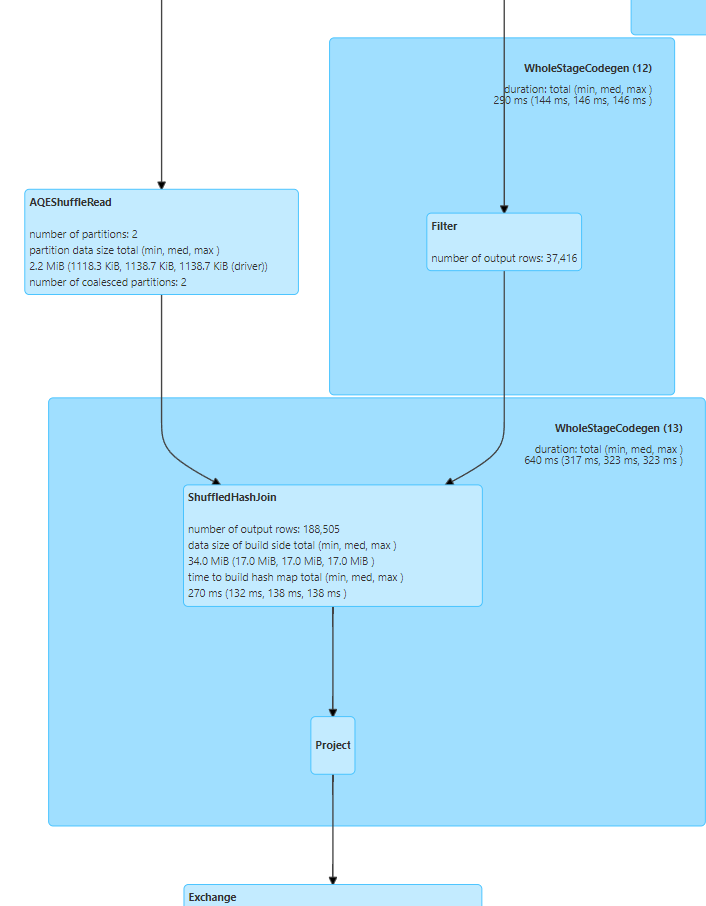 WholeStageCodegen (12)
duration: total (min, med, max )
290 ms (144 ms, 146 ms, 146 ms )
AQEShuffleRead
number of partitions: 2
partition data size total (min, med, max )
2.2 MiB (1118.3 KiB, 1138.7 KiB, 1138.7 KiB (driver))
number of coalesced partitions: 2
Filter
number of output rows: 37,416
WholeStageCodegen (13)
duration: total (min, med, max )
640 ms (317 ms, 323 ms, 323 ms )
ShuffledHashJoin
number of output rows: 188,505
data size of build side total (min, med, max )
34.0 MiB (17.0 MiB, 17.0 MiB, 17.0 MiB )
time to build hash map total (min, med, max )
270 ms (132 ms, 138 ms, 138 ms )
Project
Exchange